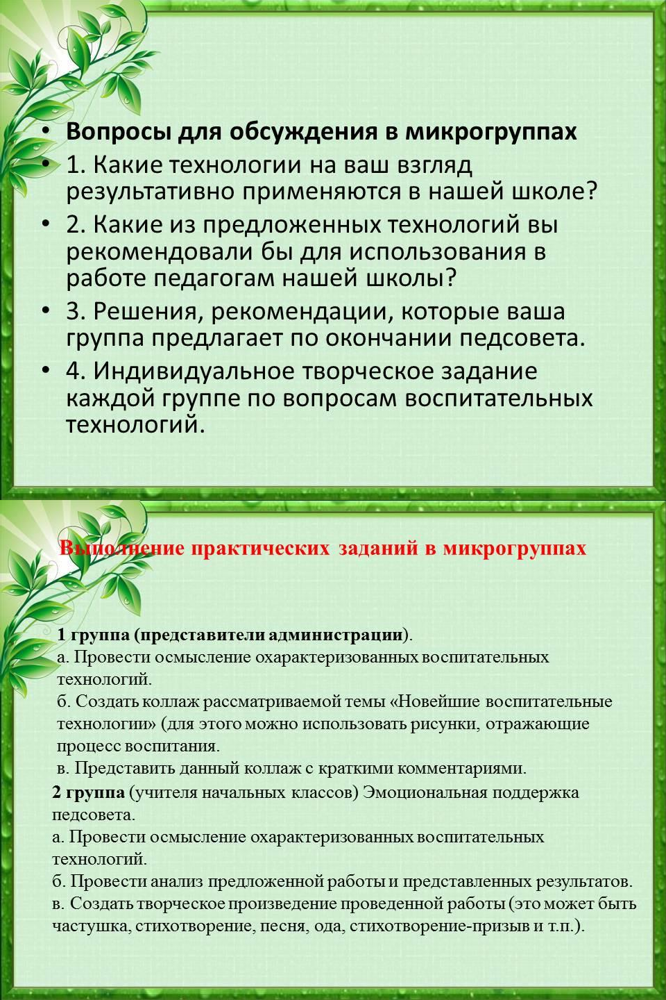 • Вопросы для обсуждения в микрогруппах
• 1. Какие технологии на ваш взгляд
результативно применяются в нашей школе?
• 2. Какие из предложенных технологий вы
рекомендовали бы для использования в
работе педагогам нашей школы?
• 3. Решения, рекомендации, которые ваша
группа предлагает по окончании педсовета.
• 4. Индивидуальное творческое задание
каждой группе по вопросам воспитательных
технологий.
Выполнение практических заданий в микрогруппах
1 группа (представители администрации).
а. Провести осмысление охарактеризованных воспитательных
технологий.
б. Создать коллаж рассматриваемой темы «Новейшие воспитательные
технологии» (для этого можно использовать рисунки, отражающие
процесс воспитания.
в. Представить данный коллаж с краткими комментариями.
2 группа (учителя начальных классов) Эмоциональная поддержка
педсовета.
а. Провести осмысление охарактеризованных воспитательных
технологий.
б. Провести анализ предложенной работы и представленных результатов.
в. Создать творческое произведение проведенной работы (это может быть
частушка, стихотворение, песня, ода, стихотворение-призыв и т.п.).